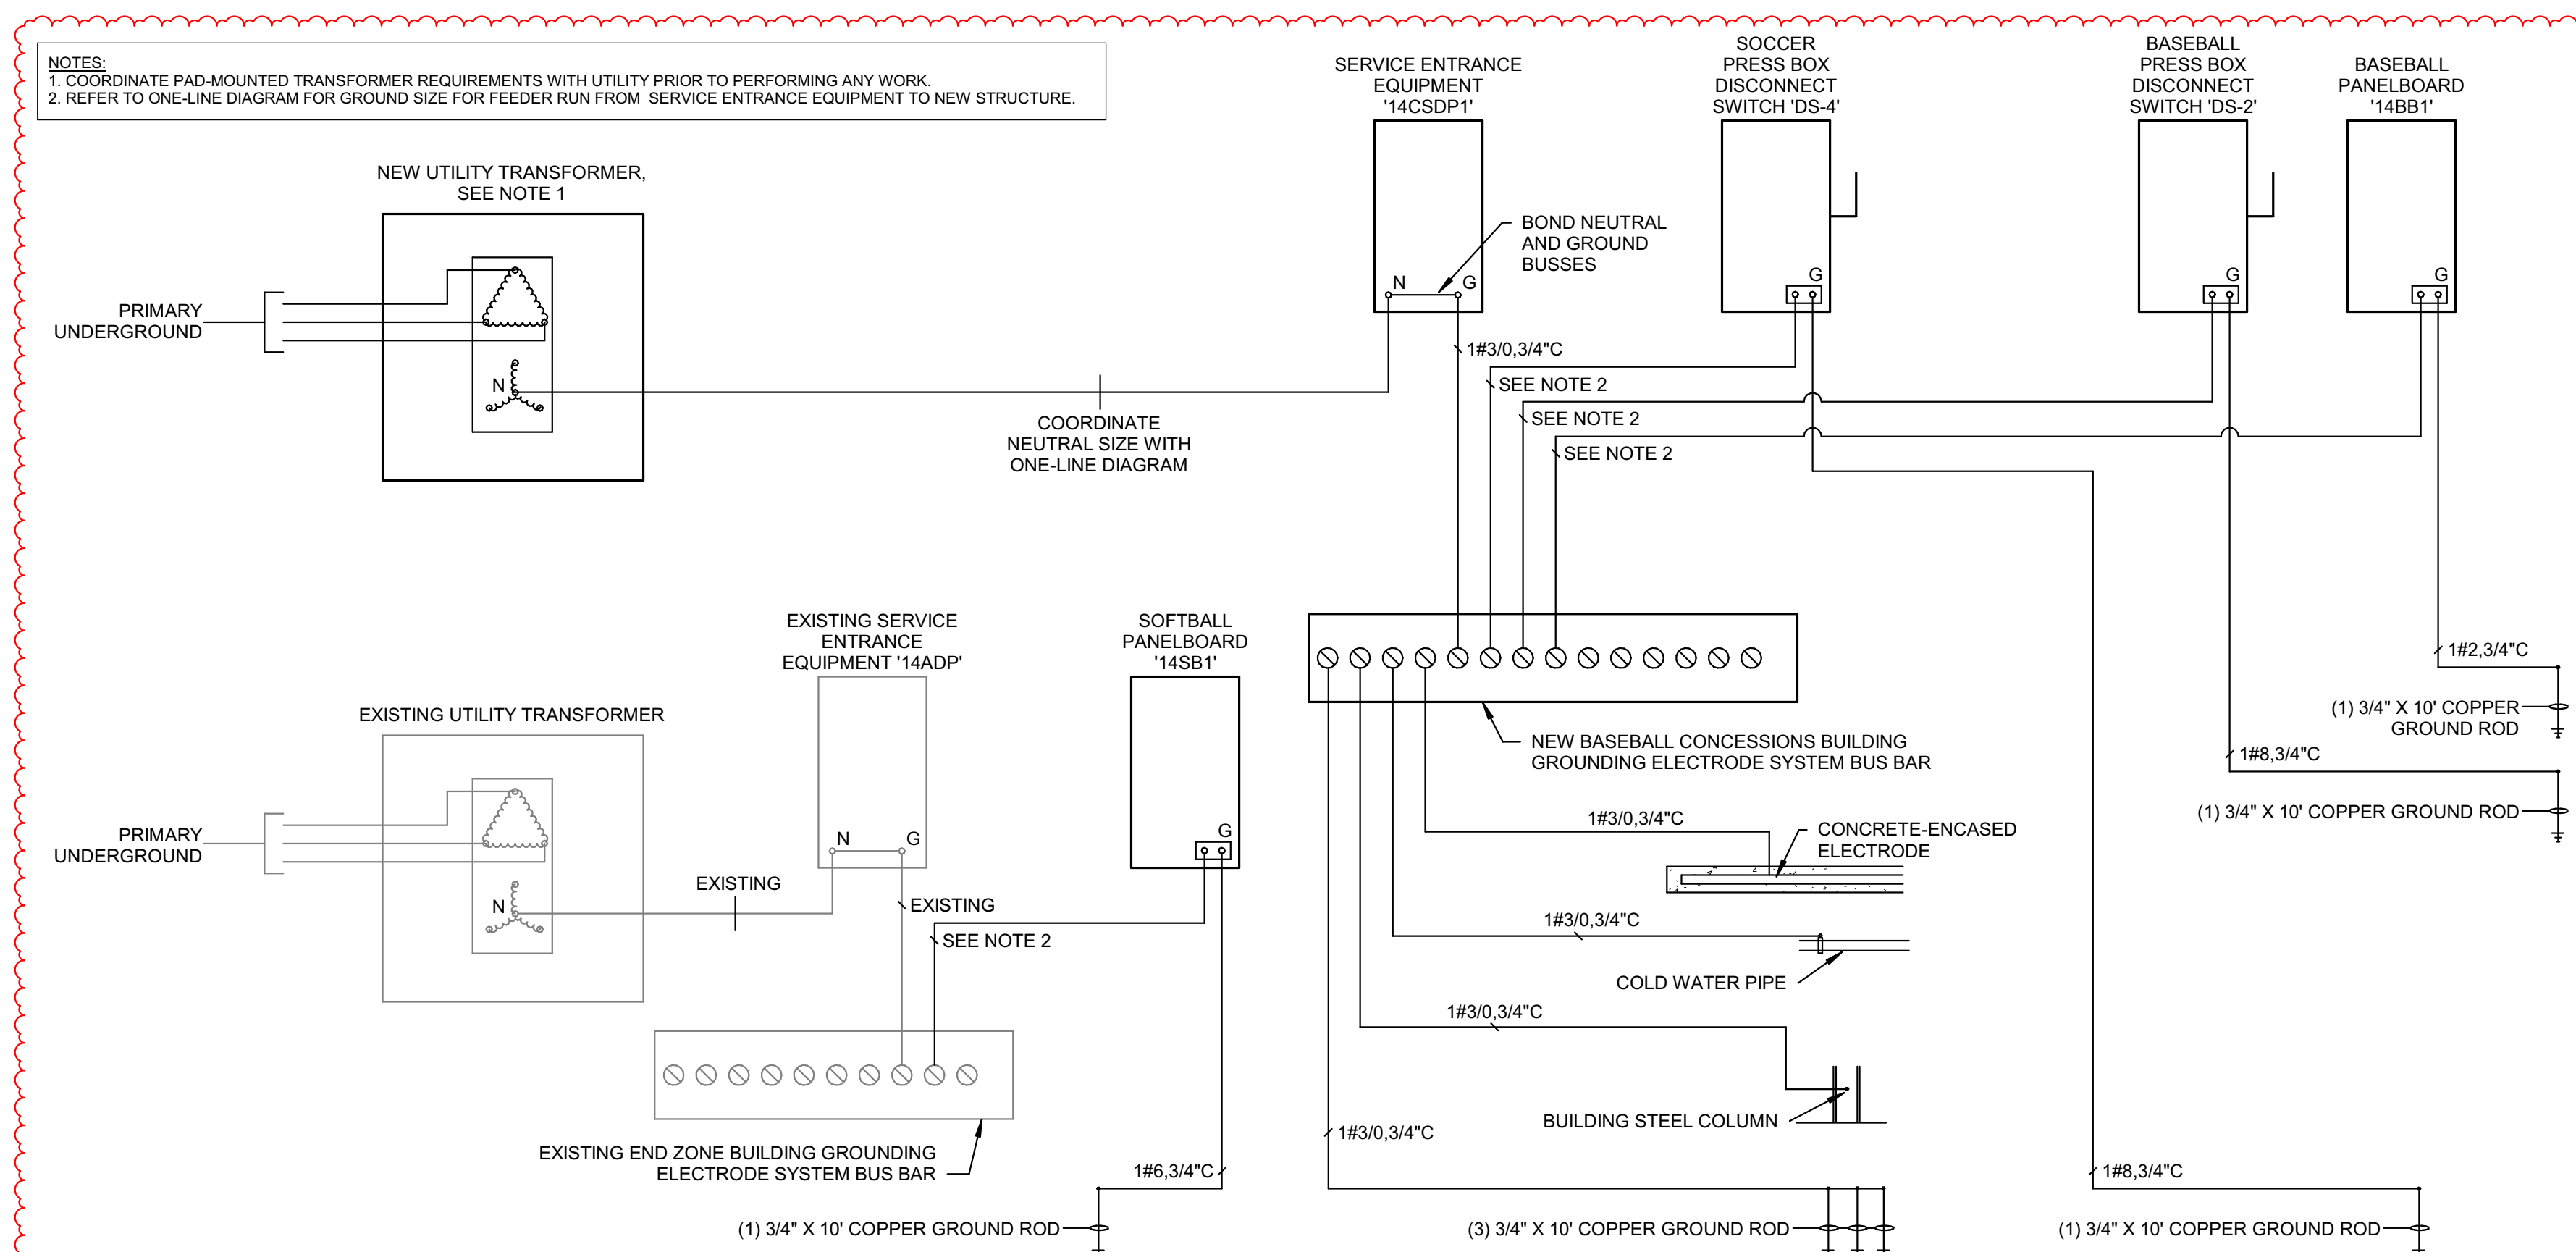 NOTES:
1. COORDINATE PAD-MOUNTED TRANSFORMER REQUIREMENTS WITH UTILITY PRIOR TO PERFORMING ANY WORK.
2. REFER TO ONE-LINE DIAGRAM FOR GROUND SIZE FOR FEEDER RUN FROM SERVICE ENTRANCE EQUIPMENT TO NEW STRUCTURE.
NEW UTILITY TRANSFORMER,
SEE NOTE 1
PRIMARY
UNDERGROUND
N
COORDINATE
NEUTRAL SIZE WITH
ONE-LINE DIAGRAM
SERVICE ENTRANCE
EQUIPMENT
'14CSDP1'
BOND NEUTRAL
AND GROUND
BUSSES
N
G
SOCCER
PRESS BOX
DISCONNECT
SWITCH 'DS-4'
G
BASEBALL
PRESS BOX
DISCONNECT
SWITCH 'DS-2'
G
BASEBALL
PANELBOARD
'14BB1'
G
1#3/0,3/4"C
SEE NOTE 2
SEE NOTE 2
SEE NOTE 2
1#2,3/4"C
(1) 3/4" X 10' COPPER
GROUND ROD
1#8,3/4"C
(1) 3/4" X 10' COPPER GROUND ROD
EXISTING UTILITY TRANSFORMER
PRIMARY
UNDERGROUND
N
EXISTING
EXISTING SERVICE
ENTRANCE
EQUIPMENT '14ADP'
N
G
EXISTING
SEE NOTE 2
SOFTBALL
PANELBOARD
'14SB1'
G
EXISTING END ZONE BUILDING GROUNDING
ELECTRODE SYSTEM BUS BAR
1#6,3/4"C
(1) 3/4" X 10' COPPER GROUND ROD
NEW BASEBALL CONCESSIONS BUILDING
GROUNDING ELECTRODE SYSTEM BUS BAR
1#3/0,3/4"C
CONCRETE-ENCASED
ELECTRODE
1#3/0,3/4"C
COLD WATER PIPE
1#3/0,3/4"C
BUILDING STEEL COLUMN
1#3/0,3/4"C
(3) 3/4" X 10' COPPER GROUND ROD
1#8,3/4"C
(1) 3/4" X 10' COPPER GROUND ROD